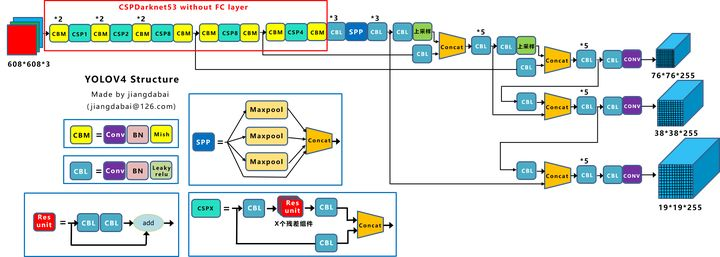 CSPDarknet53 without FC layer
*2 *2 *3 *3
CBM CSP1 CBM CSP2 CBM CSP8 CBM CSP8 CBM CSP4 CBM CBL SPP CBL CBL 上采样
CBL Concat *5 CBL CBL 上采样
CBL Concat *5 CBL CBL CONV
608*608*3
76*76*255
YOLOV4 Structure
Made by jiangdabai
(jiangdabai@126.com)
CBL Concat *5 CBL CBL CONV
38*38*255
CBL Concat *5 CBL CBL CONV
19*19*255
CBM = Conv BN Mish
CBL = Conv BN Leaky relu
SPP = Maxpool Maxpool Maxpool Concat
Res unit = CBL CBL add
CSPX = CBL Res unit CBL
X个残差组件
CBL Concat